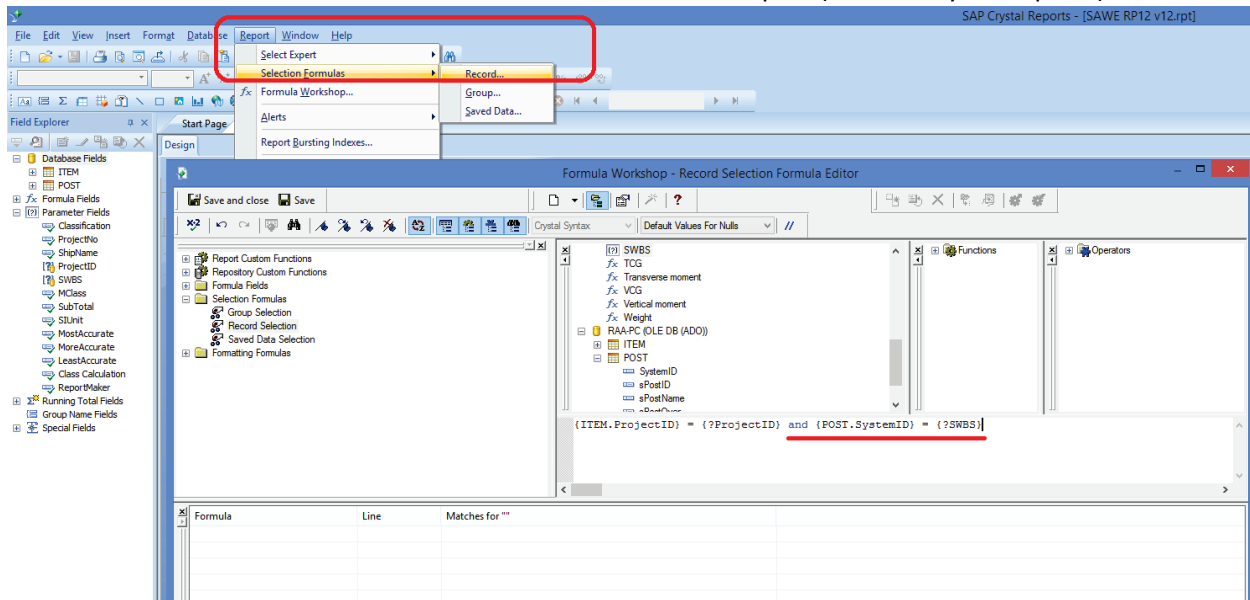 SAP Crystal Reports - [SAWE RP12 v12.rpt]
File Edit View Insert Format Database Report Window Help
Select Expert
Selection Formulas
Record...
fx Formula Workshop...
Group...
Saved Data...
Alerts
Report Bursting Indexes...
Field Explorer
Start Page
Design
Database Fields
ITEM
POST
Formula Fields
Parameter Fields
Classification
ProjectNo
ShipName
ProjectID
SWBS
MClass
SubTotal
SIUnit
MostAccurate
MoreAccurate
LeastAccurate
Class Calculation
ReportMaker
Running Total Fields
Group Name Fields
Special Fields
Formula Workshop - Record Selection Formula Editor
Save and close Save
Crystal Syntax Default Values For Nulls //
Report Custom Functions
Repository Custom Functions
Formula Fields
Selection Formulas
Group Selection
Record Selection
Saved Data Selection
Formatting Formulas
SWBS
TCG
Transverse moment
VCG
Vertical moment
Weight
RAA-PC (OLE DB (ADO))
ITEM
POST
SystemID
sPostID
sPostName
Functions
Operators
{ITEM.ProjectID} = {?ProjectID} and {POST.SystemID} = {?SWBS}
Formula Line Matches for ""